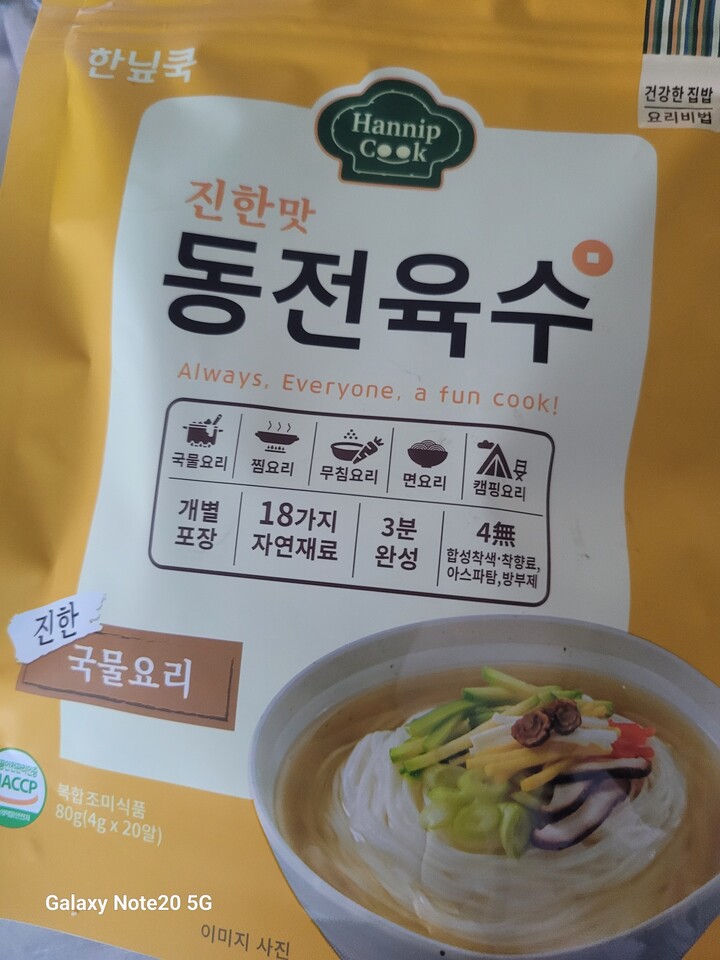 한닢쿡
건강한 집밥
요리비법
Hannip
Cook
진한맛
동전육수
Always, Everyone, a fun cook!
국물요리 찜요리 무침요리 면요리 캠핑요리
개별
포장
18가지
자연재료
3분
완성
4無
합성착색·착향료,
아스파탐,방부제
진한
국물요리
HACCP
복합조미식품
80g(4g x 20알)
Galaxy Note20 5G
이미지 사진